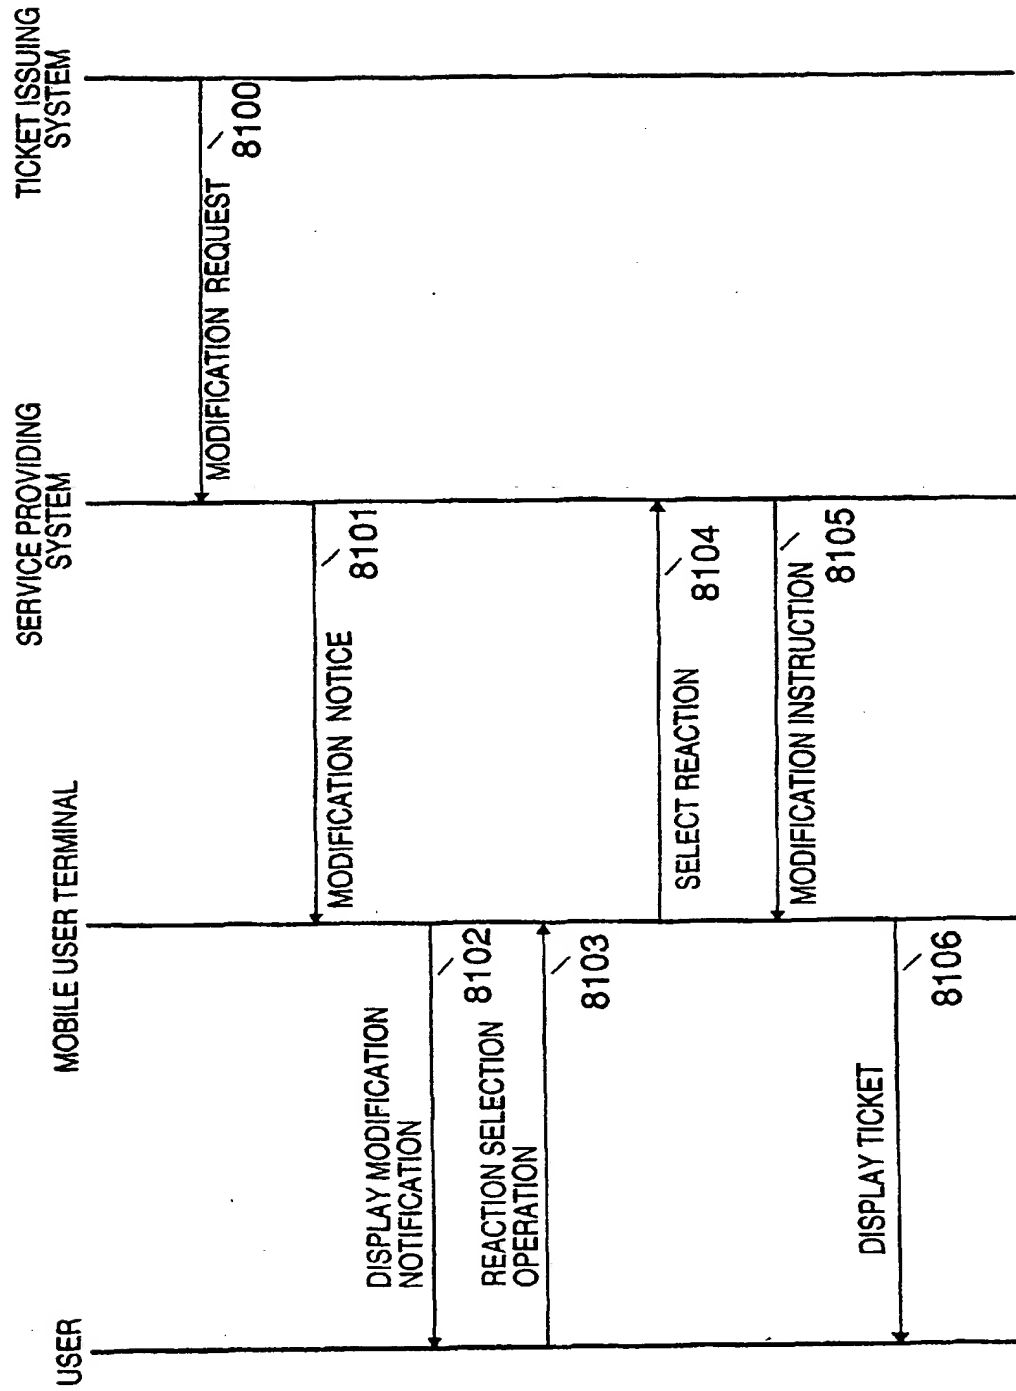 USER
MOBILE USER TERMINAL
SERVICE PROVIDING
SYSTEM
TICKET ISSUING
SYSTEM
MODIFICATION REQUEST
8100
MODIFICATION NOTICE
8101
DISPLAY MODIFICATION
NOTIFICATION
8102
REACTION SELECTION
OPERATION
8103
SELECT REACTION
8104
MODIFICATION INSTRUCTION
8105
DISPLAY TICKET
8106